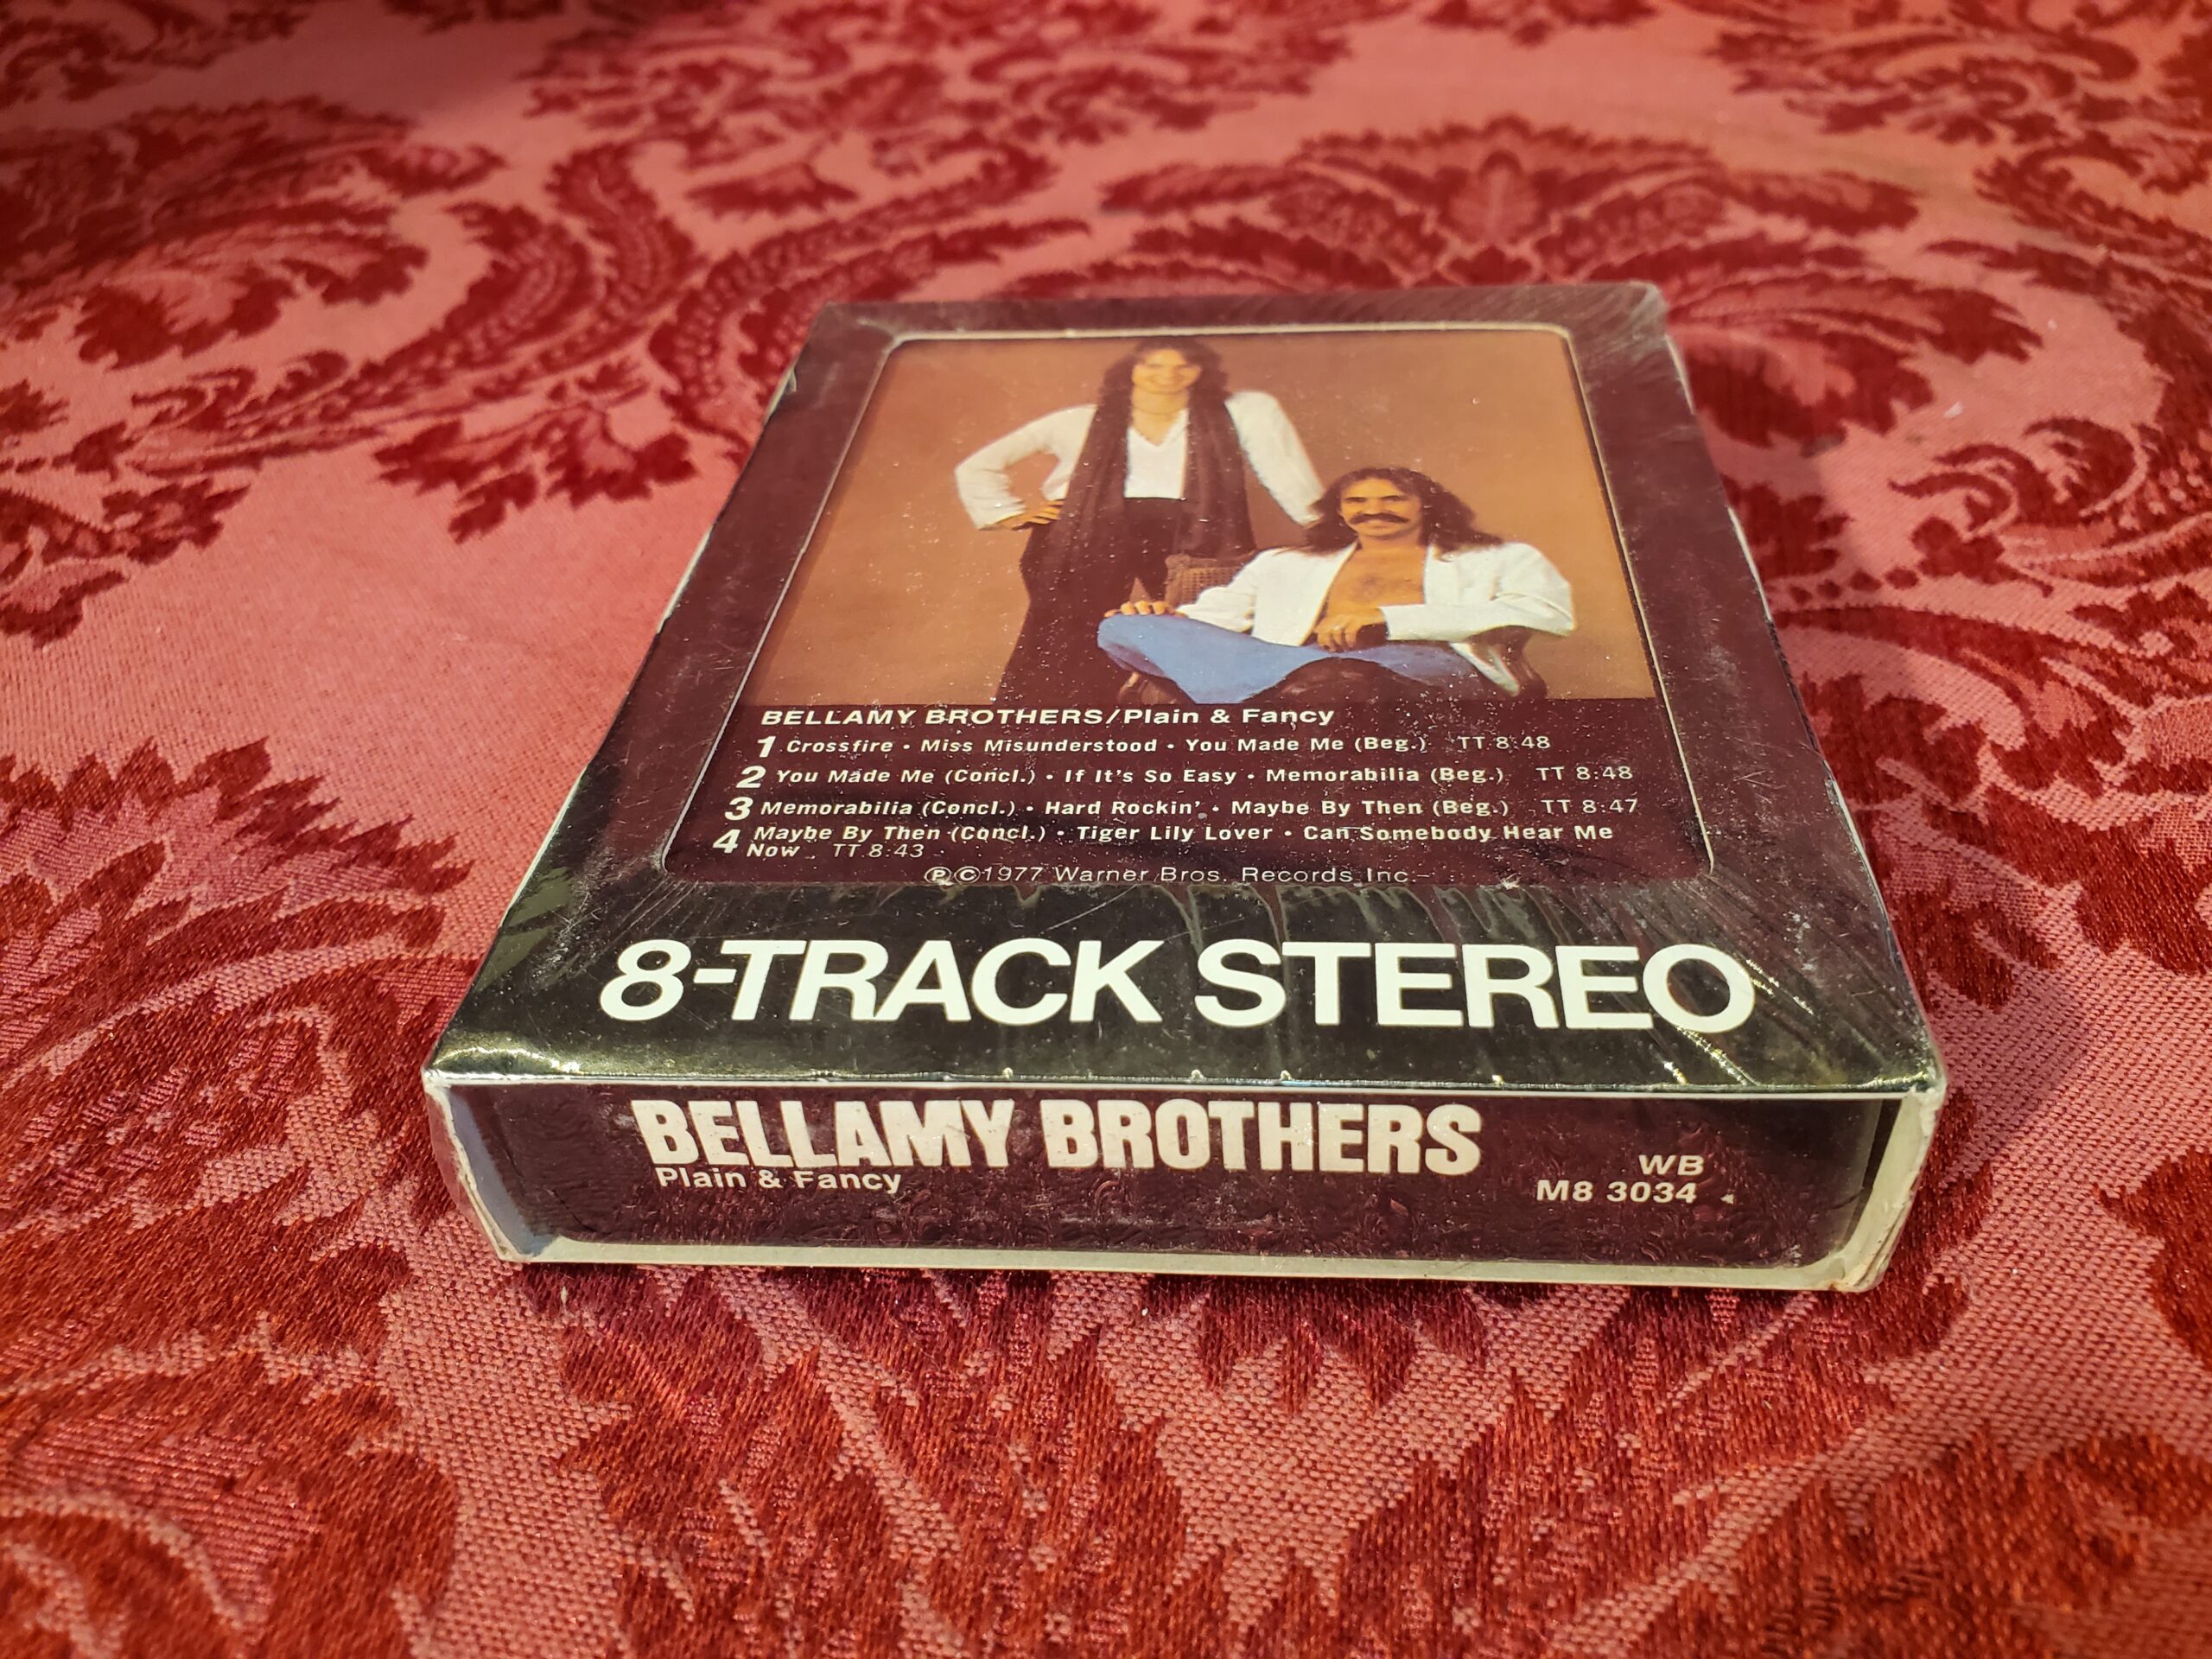 BELLAMY BROTHERS/Plain & Fancy
1 Crossfire • Miss Misunderstood • You Made Me (Beg.) TT 8:48
2 You Made Me (Concl.) • If It's So Easy • Memorabilia (Beg.) TT 8:48
3 Memorabilia (Concl.) • Hard Rockin' • Maybe By Then (Beg.) TT 8:47
4 Maybe By Then (Concl.) • Tiger Lily Lover • Can Somebody Hear Me
Now TT 8:43
℗©1977 Warner Bros. Records Inc.
8-TRACK STEREO
BELLAMY BROTHERS
Plain & Fancy
WB
M8 3034